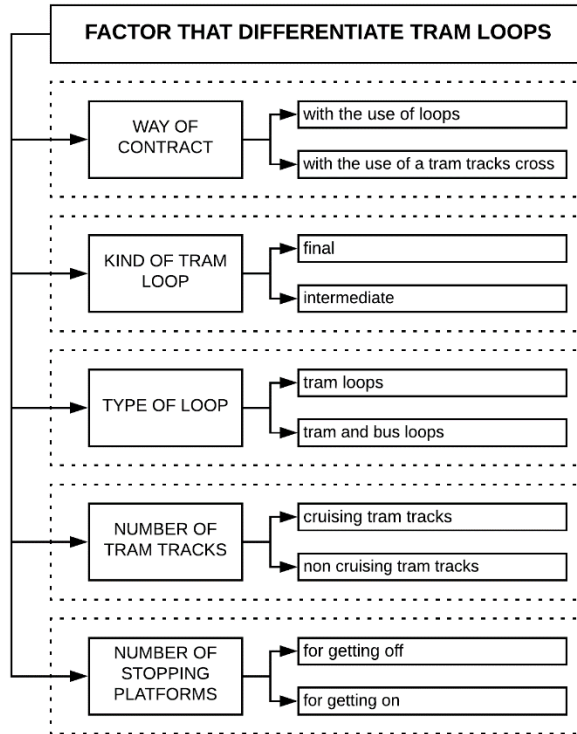 FACTOR THAT DIFFERENTIATE TRAM LOOPS
WAY OF
CONTRACT
with the use of loops
with the use of a tram tracks cross
KIND OF TRAM
LOOP
final
intermediate
TYPE OF LOOP
tram loops
tram and bus loops
NUMBER OF
TRAM TRACKS
cruising tram tracks
non cruising tram tracks
NUMBER OF
STOPPING
PLATFORMS
for getting off
for getting on